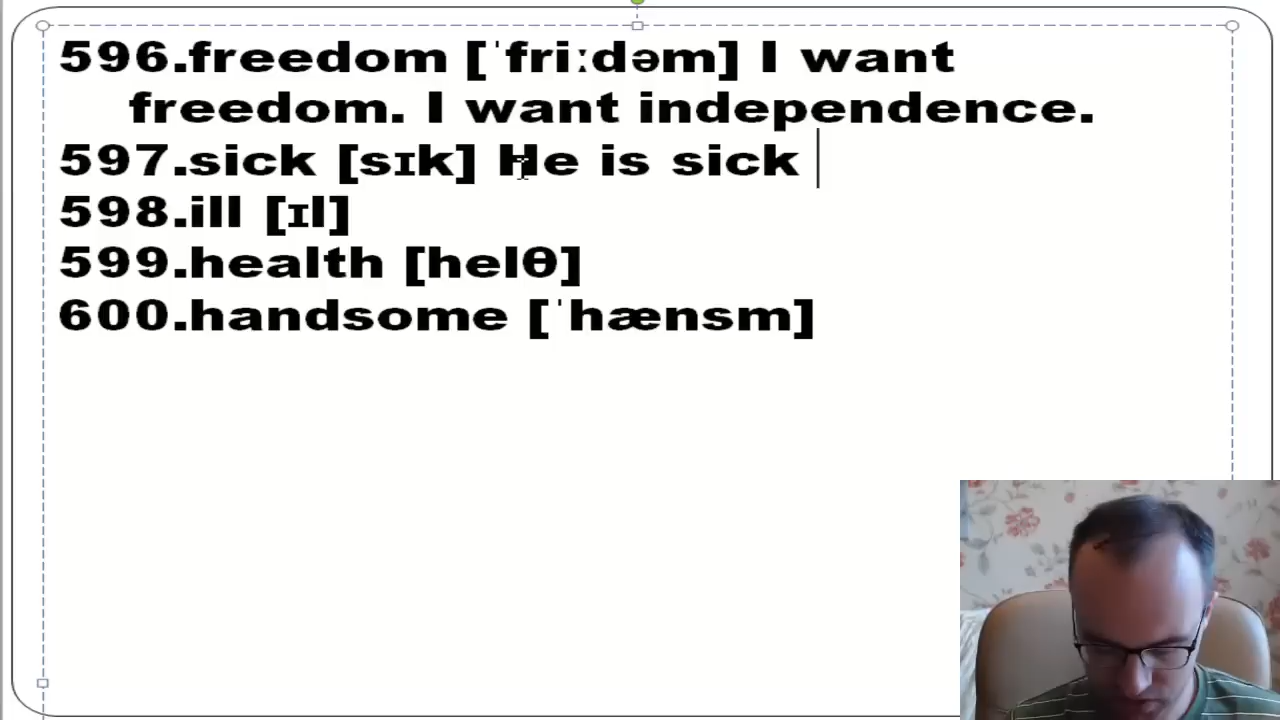 596.freedom [ˈfriːdəm] I want
freedom. I want independence.
597.sick [sɪk] He is sick
598.ill [ɪl]
599.health [helθ]
600.handsome [ˈhænsm]